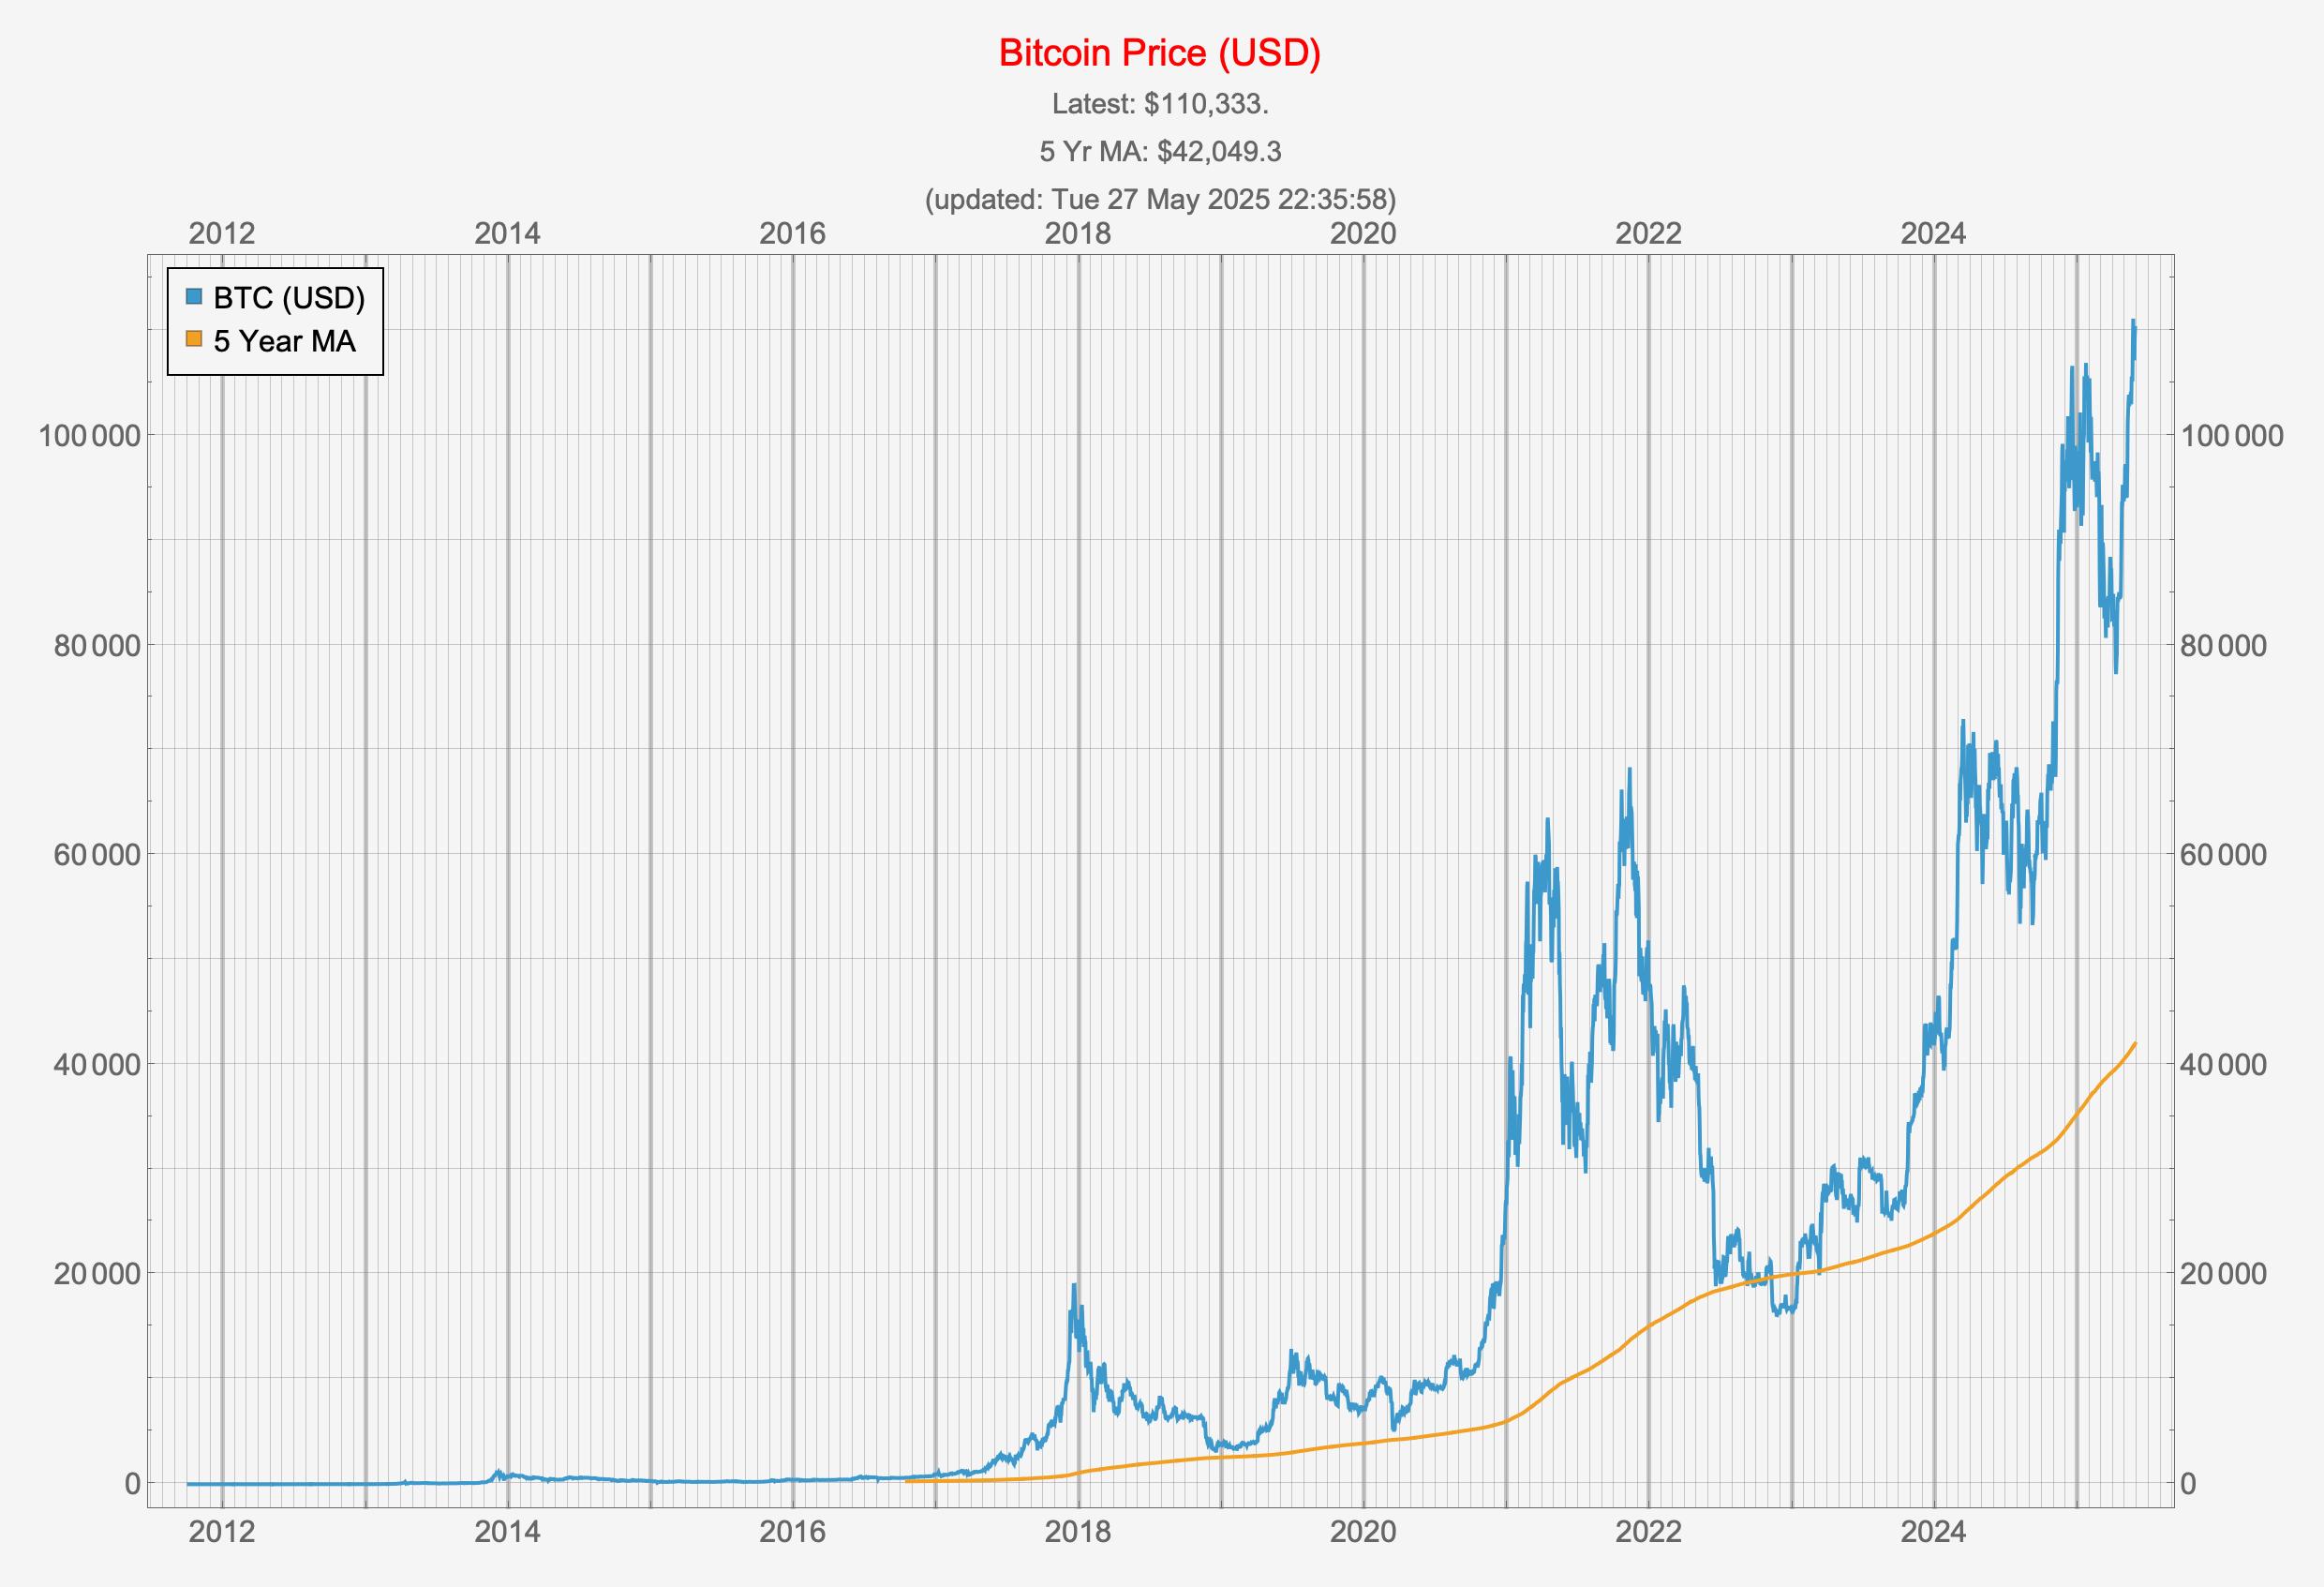 Bitcoin Price (USD)
Latest: $110,333.
5 Yr MA: $42,049.3
(updated: Tue 27 May 2025 22:35:58)
2012 2014 2016 2018 2020 2022 2024
BTC (USD)
5 Year MA
100 000 100 000
80 000 80 000
60 000 60 000
40 000 40 000
20 000 20 000
0 0
2012 2014 2016 2018 2020 2022 2024